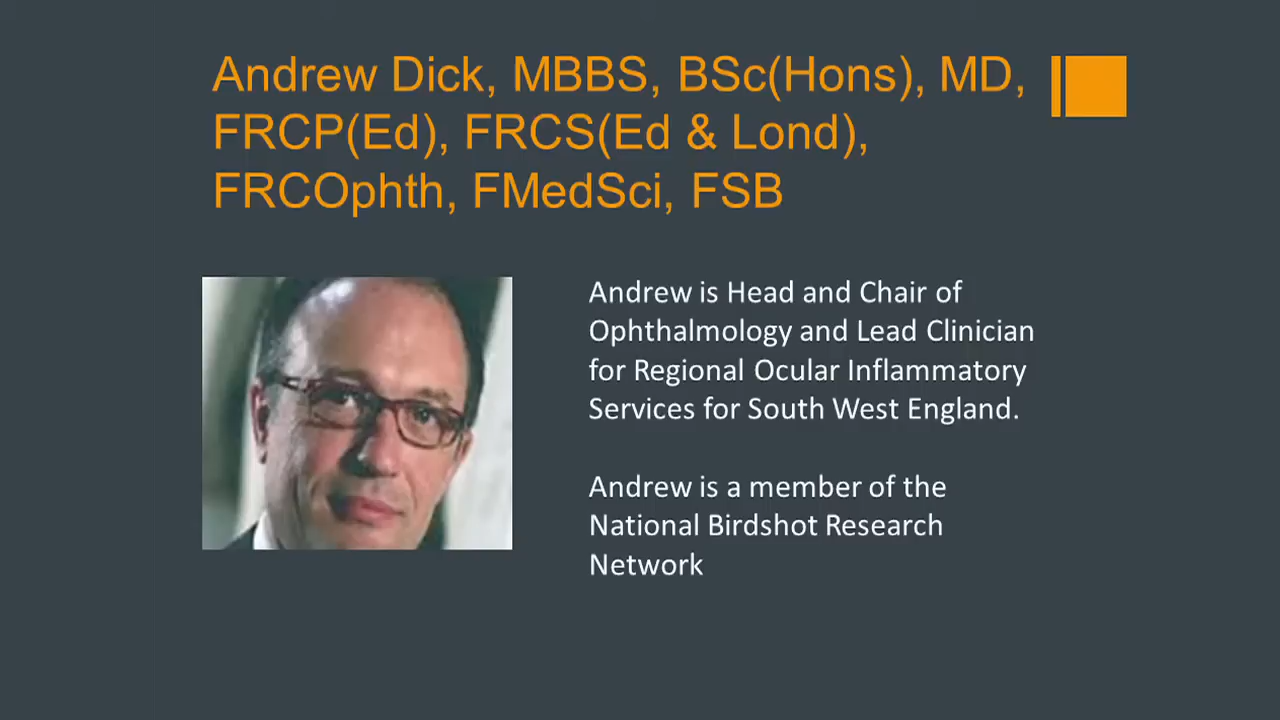 Andrew Dick, MBBS, BSc(Hons), MD,
FRCP(Ed), FRCS(Ed & Lond),
FRCOphth, FMedSci, FSB
Andrew is Head and Chair of
Ophthalmology and Lead Clinician
for Regional Ocular Inflammatory
Services for South West England.
Andrew is a member of the
National Birdshot Research
Network